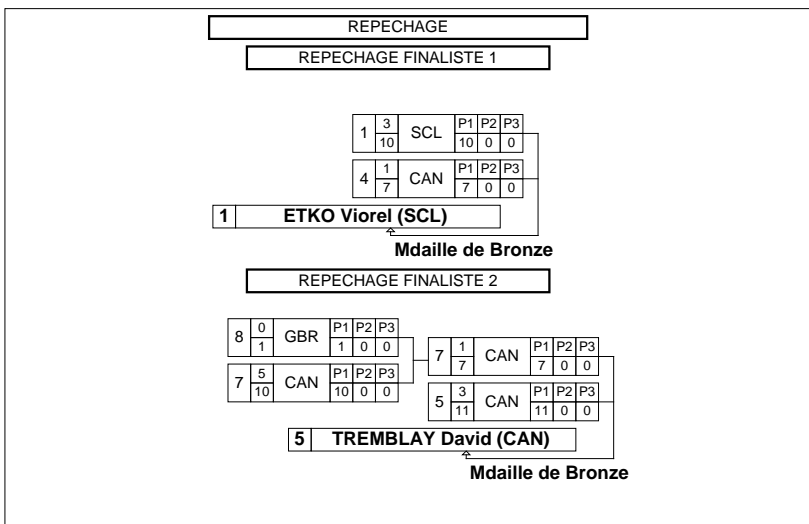 REPECHAGE
REPECHAGE FINALISTE 1
1 3 SCL P1 P2 P3
10 10 0 0
4 1 CAN P1 P2 P3
7 7 0 0
1 ETKO Viorel (SCL)
Mdaille de Bronze
REPECHAGE FINALISTE 2
8 0 GBR P1 P2 P3
1 1 0 0
7 1 CAN P1 P2 P3
7 7 0 0
7 5 CAN P1 P2 P3
10 10 0 0
5 3 CAN P1 P2 P3
11 11 0 0
5 TREMBLAY David (CAN)
Mdaille de Bronze